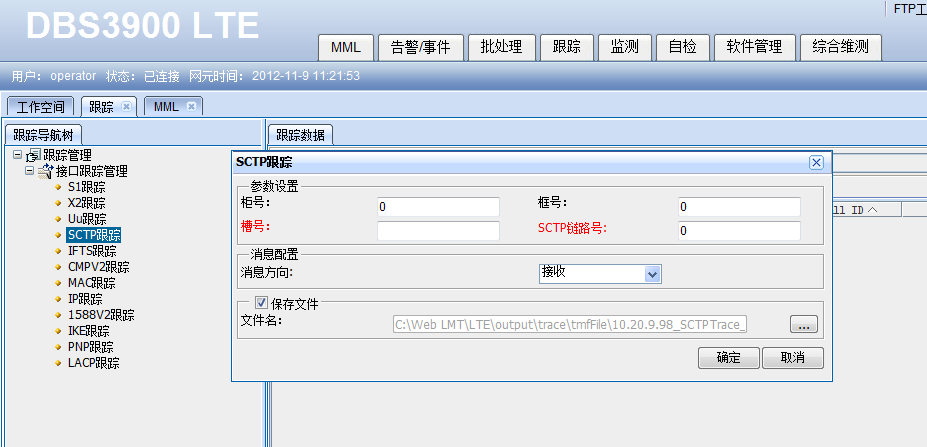 FTP工
DBS3900 LTE
MML 告警/事件 批处理 跟踪 监测 自检 软件管理 综合维测
用户： operator 状态：已连接 网元时间：2012-11-9 11:21:53
工作空间 跟踪 MML
跟踪导航树 跟踪数据
跟踪管理
接口跟踪管理
S1跟踪
X2跟踪
Uu跟踪
SCTP跟踪
IFTS跟踪
CMPV2跟踪
MAC跟踪
IP跟踪
1588V2跟踪
IKE跟踪
PNP跟踪
LACP跟踪
SCTP跟踪
参数设置
柜号： 0 框号： 0
槽号： SCTP链路号： 0
ll ID
消息配置
消息方向: 接收
保存文件
文件名： C:\Web LMT\LTE\output\trace\tmfFile\10.20.9.98_SCTPTrace_ ...
确定 取消